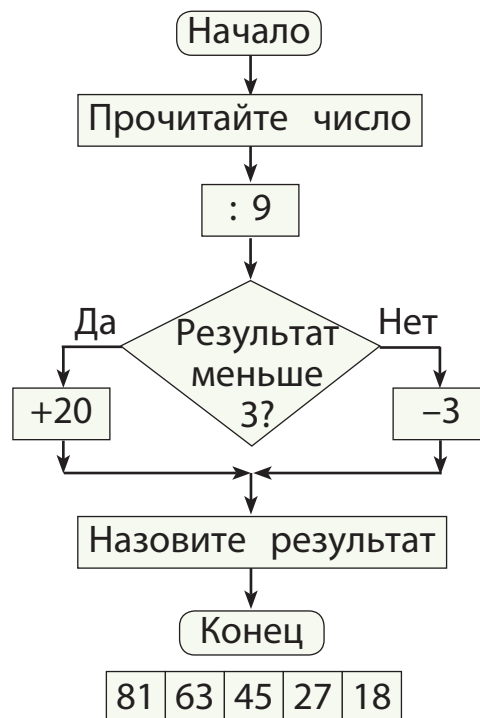 Начало
Прочитайте число
: 9
Да
Нет
Результат
меньше
3?
+20
–3
Назовите результат
Конец
81 63 45 27 18